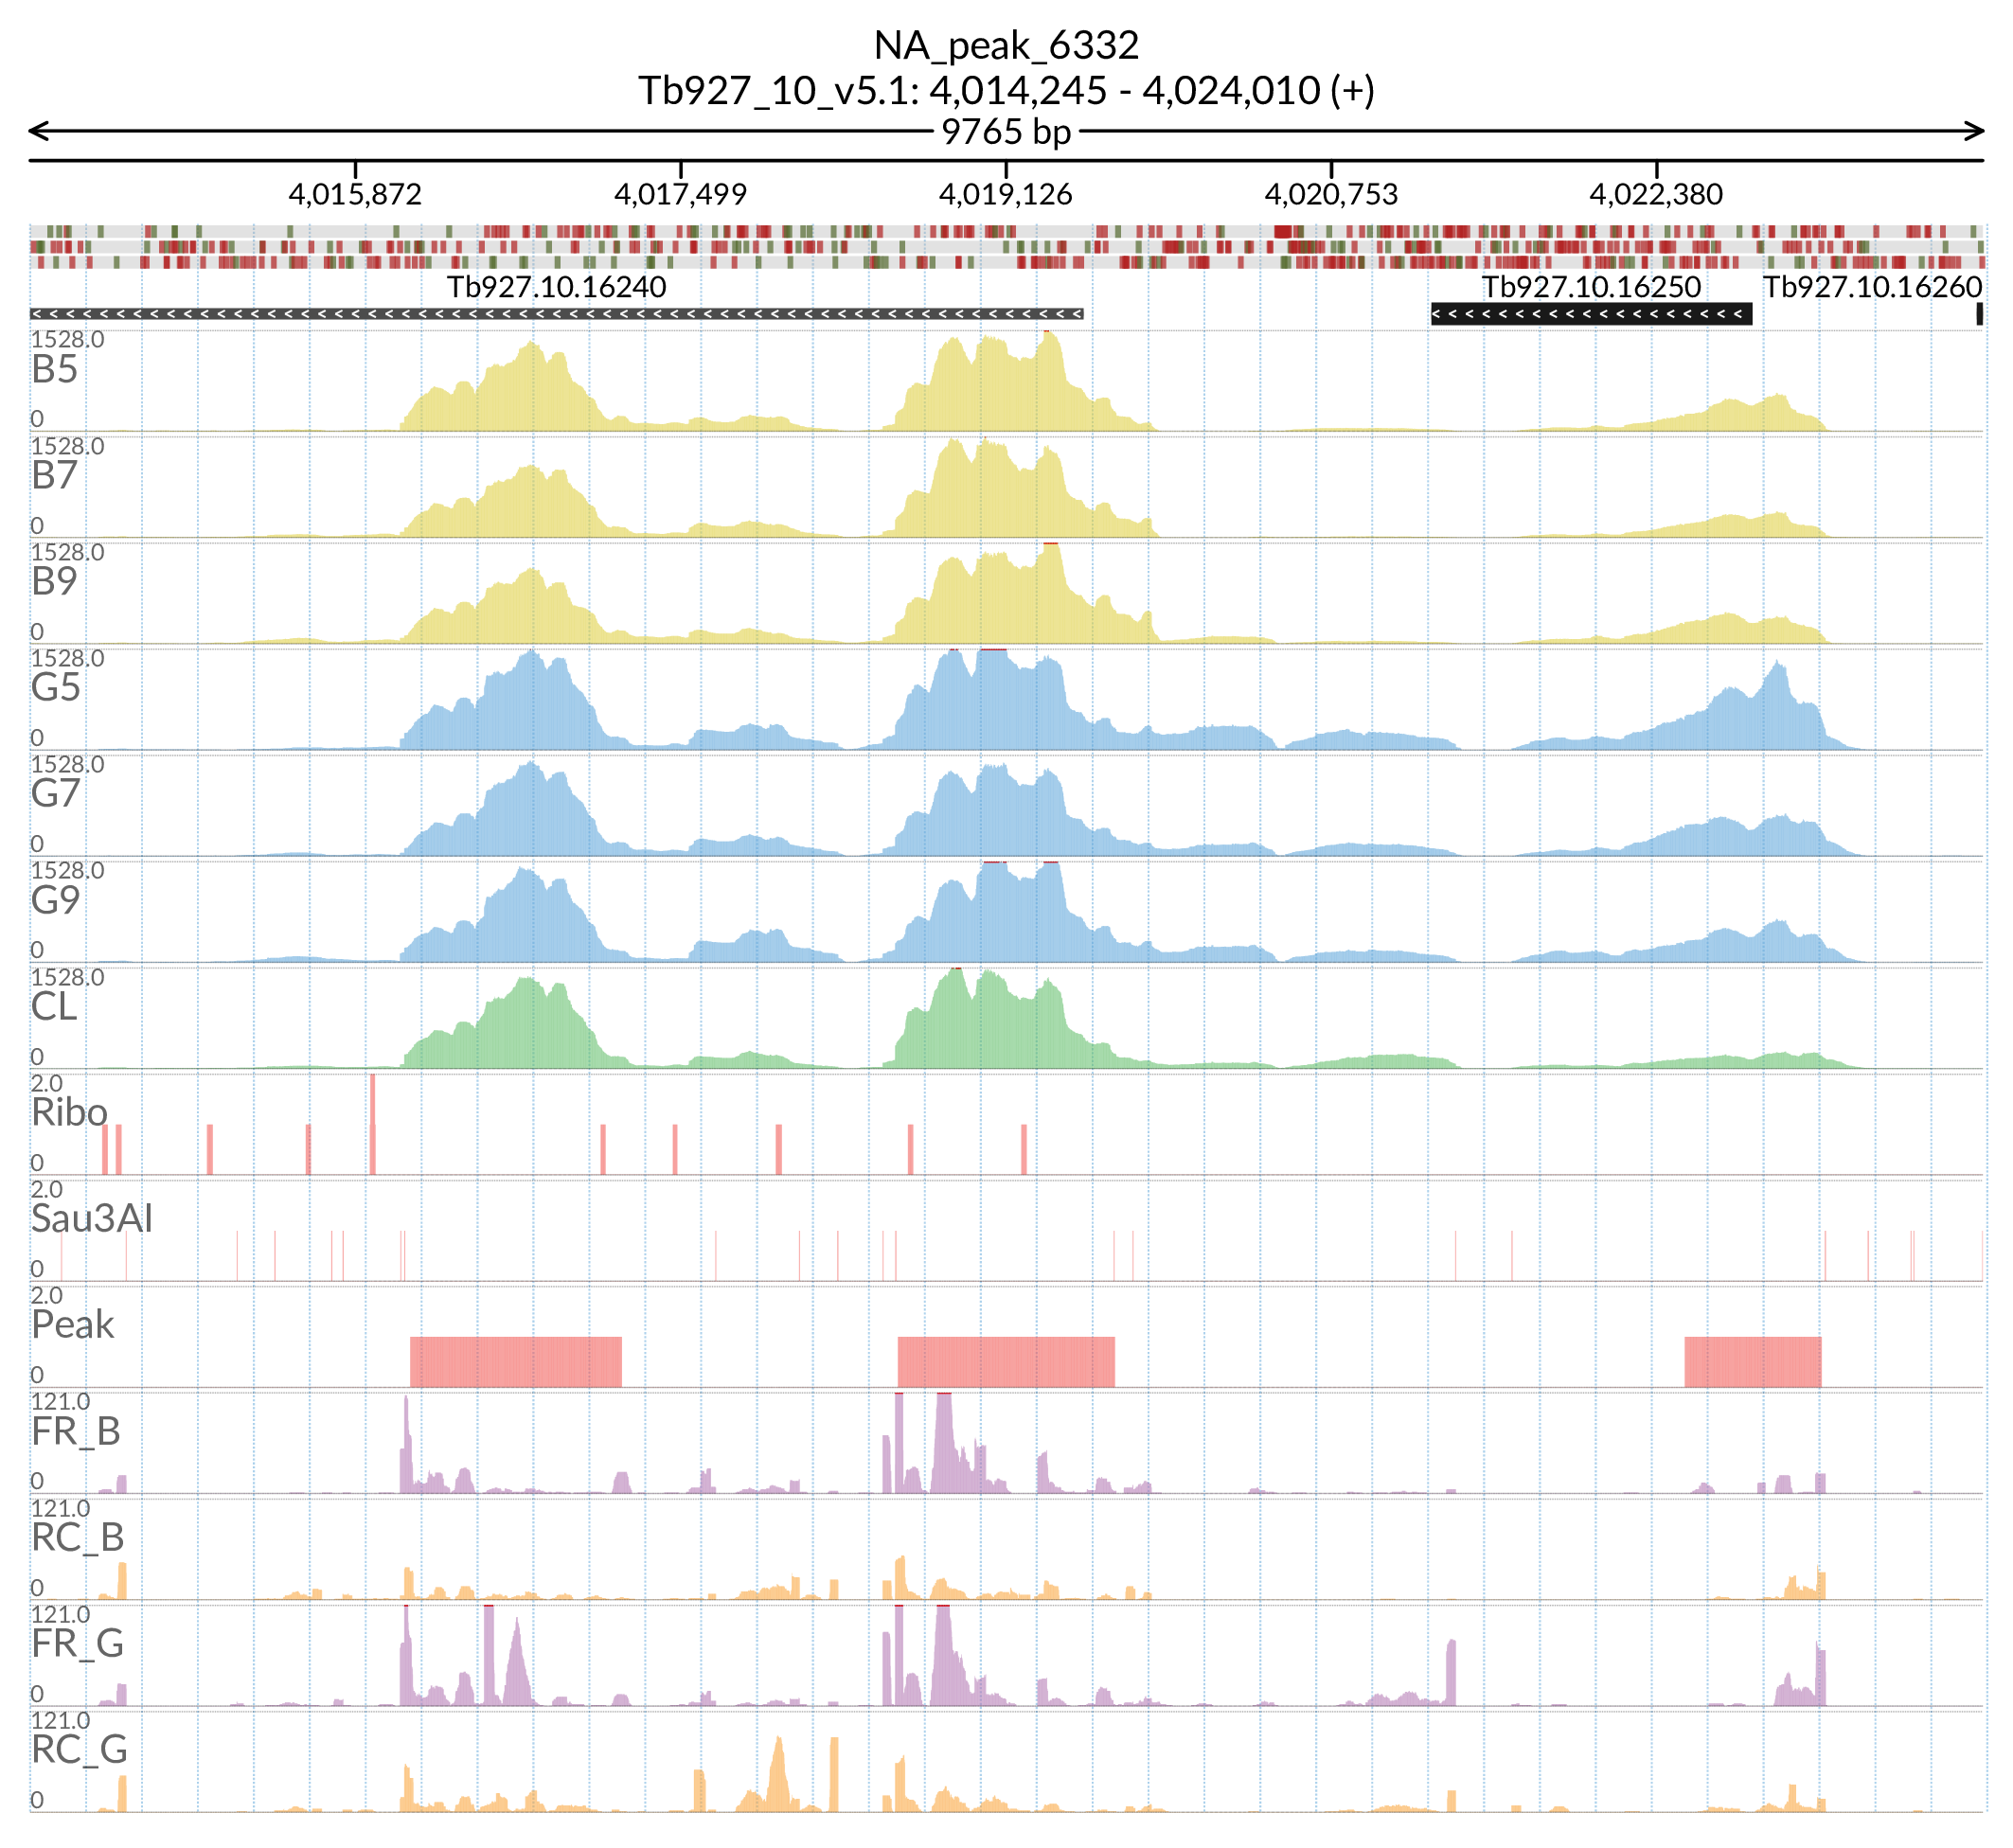 NA_peak_6332
Tb927_10_v5.1: 4,014,245 - 4,024,010 (+)
9765 bp
4,015,872 4,017,499 4,019,126 4,020,753 4,022,380
Tb927.10.16240 Tb927.10.16250 Tb927.10.16260
1528.0
B5
0
1528.0
B7
0
1528.0
B9
0
1528.0
G5
0
1528.0
G7
0
1528.0
G9
0
1528.0
CL
0
2.0
Ribo
0
2.0
Sau3AI
0
2.0
Peak
0
121.0
FR_B
0
121.0
RC_B
0
121.0
FR_G
0
121.0
RC_G
0